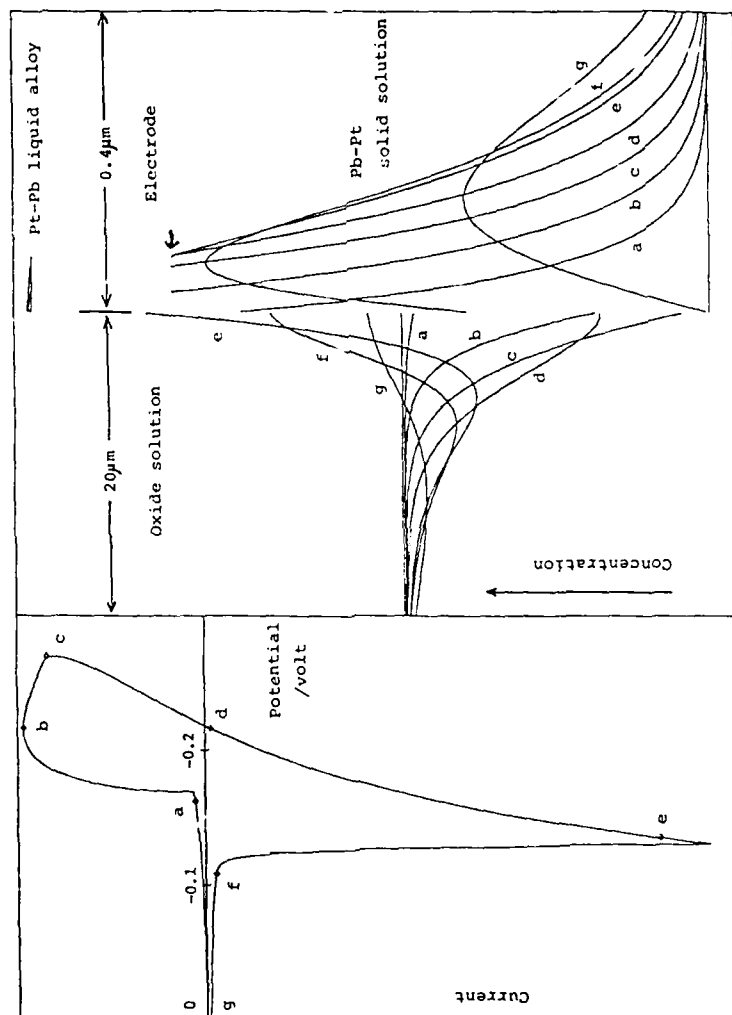 Pt-Pb liquid alloy
20μm
0.4μm
Oxide solution
Electrode
Pb-Pt
solid solution
Concentration
a
b
c
d
e
f
g
a
b
c
d
e
f
g
Current
Potential
/volt
0
-0.1
-0.2
a
b
c
d
e
f
g